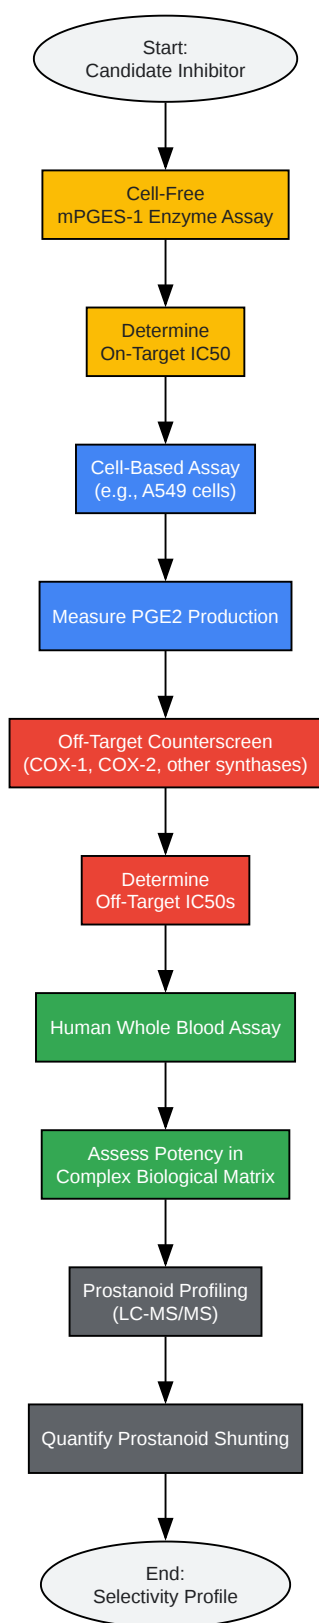 Start:
Candidate Inhibitor
Cell-Free
mPGES-1 Enzyme Assay
Determine
On-Target IC50
Cell-Based Assay
(e.g., A549 cells)
Measure PGE2 Production
Off-Target Counterscreen
(COX-1, COX-2, other synthases)
Determine
Off-Target IC50s
Human Whole Blood Assay
Assess Potency in
Complex Biological Matrix
Prostanoid Profiling
(LC-MS/MS)
Quantify Prostanoid Shunting
End:
Selectivity Profile